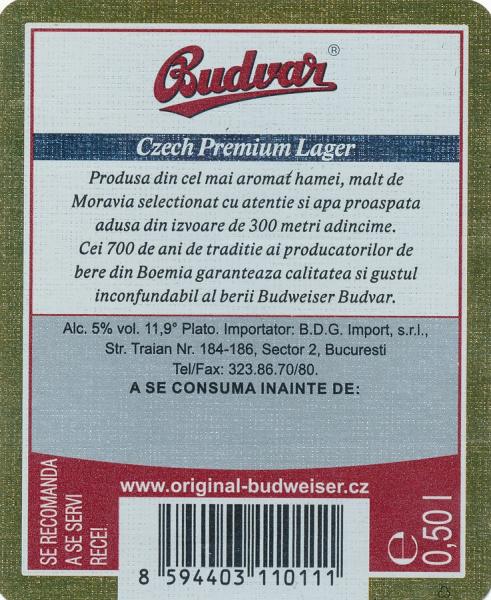 Budvar ®
Czech Premium Lager
Produsa din cel mai aromat hamei, malt de
Moravia selectionat cu atentie si apa proaspata
adusa din izvoare de 300 metri adincime.
Cei 700 de ani de traditie ai producatorilor de
bere din Boemia garanteaza calitatea si gustul
inconfundabil al berii Budweiser Budvar.
Alc. 5% vol. 11,9° Plato. Importator: B.D.G. Import, s.r.l.,
Str. Traian Nr. 184-186, Sector 2, Bucuresti
Tel/Fax: 323.86.70/80.
A SE CONSUMA INAINTE DE:
SE RECOMANDA
A SE SERVI
RECE!
www.original-budweiser.cz
8 594403 110111
e 0,50 l